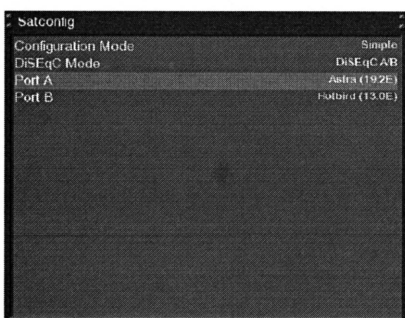 Satconfig
Configuration Mode Simple
DiSEqC Mode DiSEqC A/B
Port A Astra (19.2E)
Port B Hotbird (13.0E)